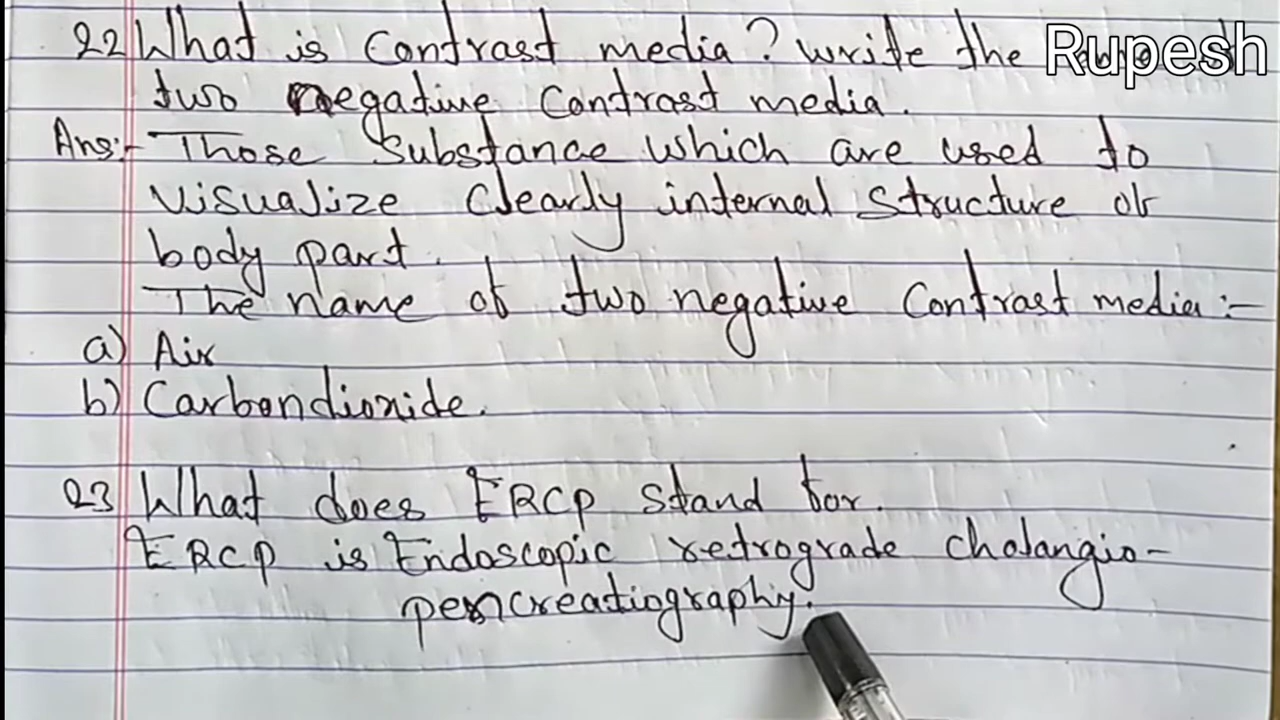 22 What is Contrast media? write the
Rupesh
two negative Contrast media.
Ans:- Those Substance which are used to
visualize clearly internal structure of
body part.
The name of two negative Contrast media:-
a) Air
b) Carbondioxide.
23 What does ERCP stand for.
ERCP is Endoscopic retrograde cholangio-
pencreatiography.